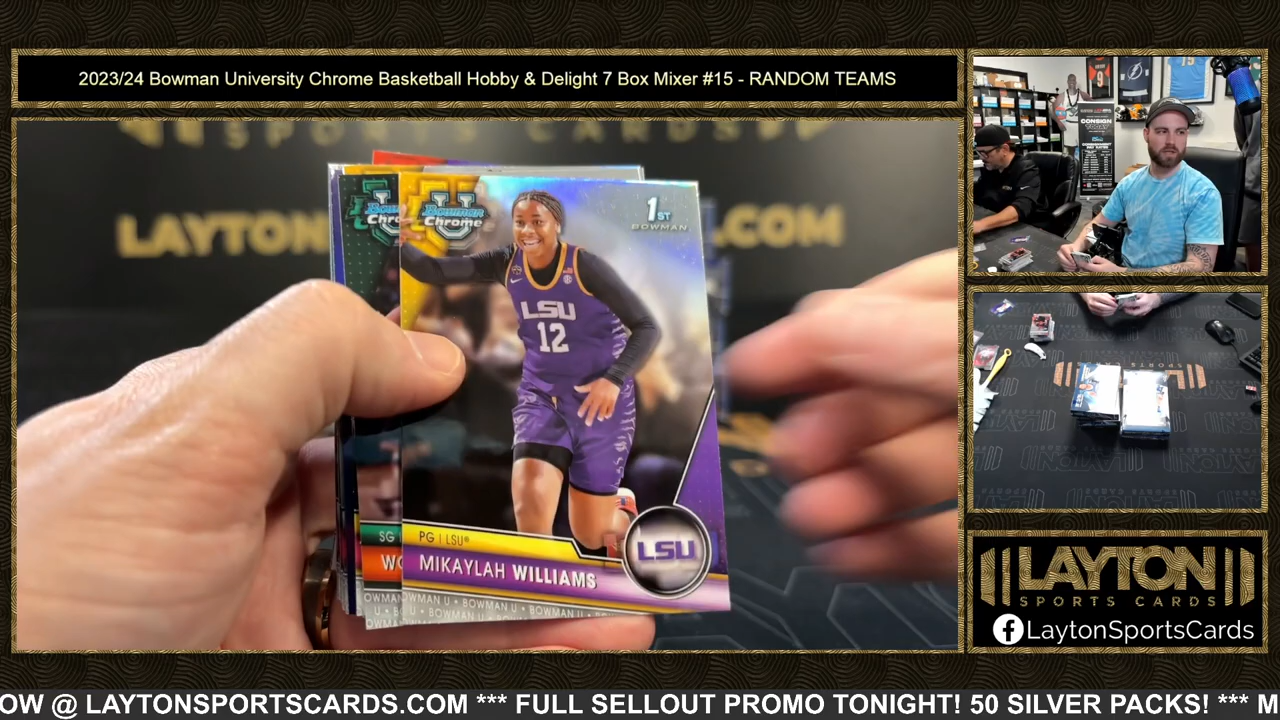 2023/24 Bowman University Chrome Basketball Hobby & Delight 7 Box Mixer #15 - RANDOM TEAMS
LAYTON
.COM
Bowman
Chrome
1ST
BOWMAN
LSU
12
SG
PG | LSU®
MIKAYLAH WILLIAMS
LSU
BOWMAN U • BOWMAN U • BOWMAN U
CONSIGN
TODAY
LAYTON
SPORTS CARDS
LaytonSportsCards
OW @ LAYTONSPORTSCARDS.COM *** FULL SELLOUT PROMO TONIGHT! 50 SILVER PACKS! *** M